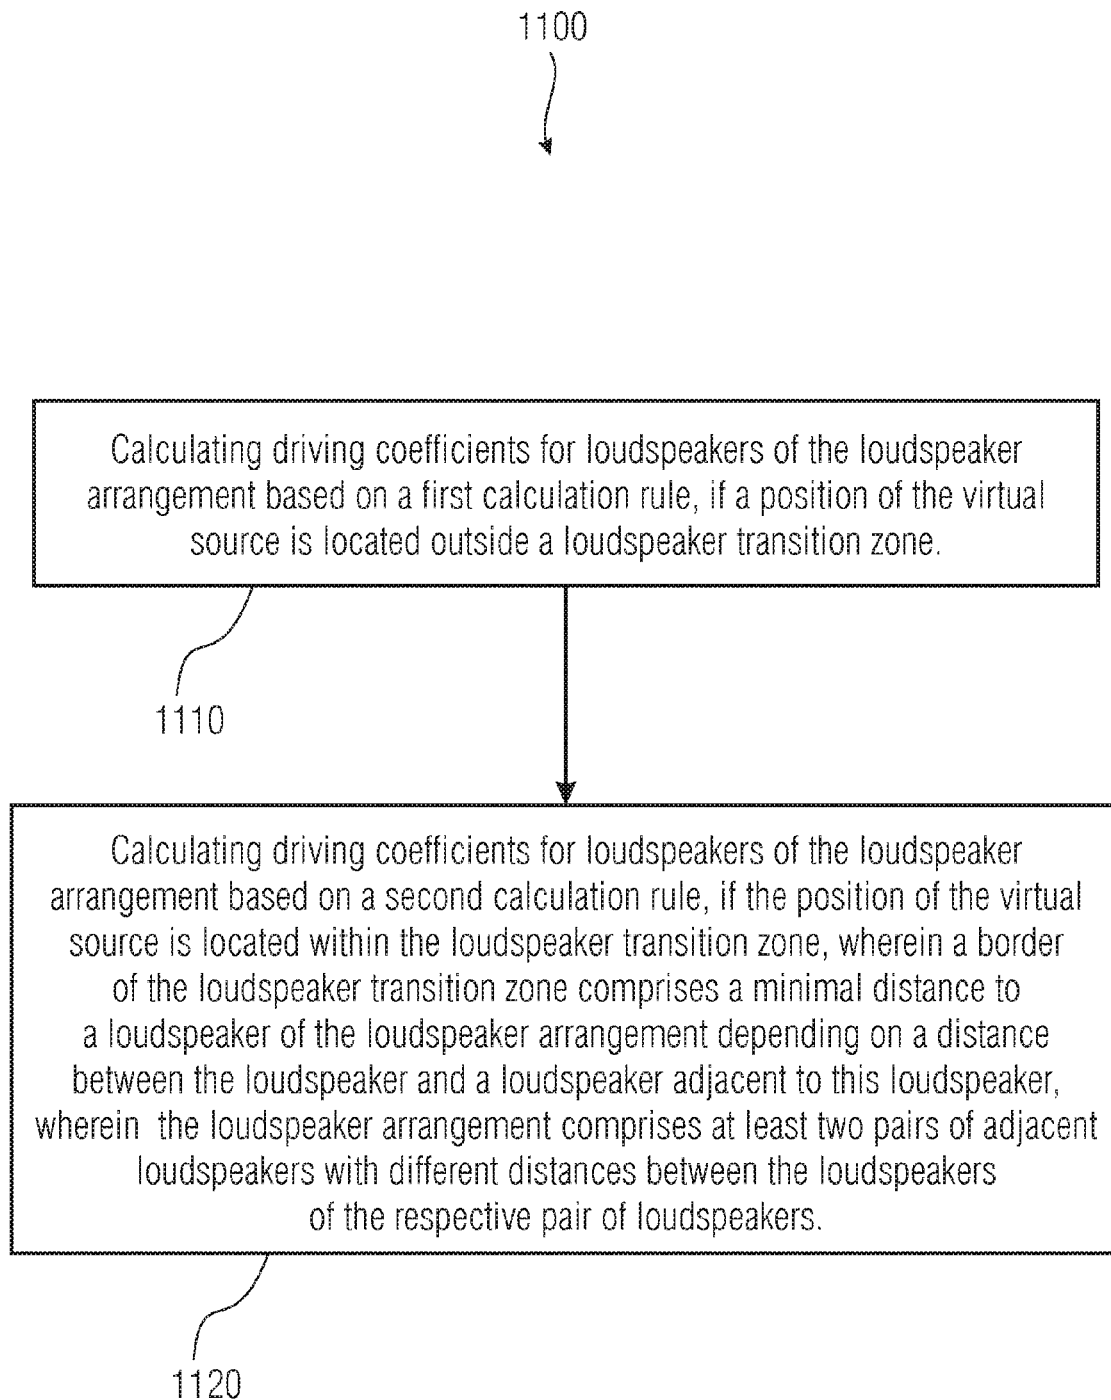 1100
Calculating driving coefficients for loudspeakers of the loudspeaker
arrangement based on a first calculation rule, if a position of the virtual
source is located outside a loudspeaker transition zone.
1110
Calculating driving coefficients for loudspeakers of the loudspeaker
arrangement based on a second calculation rule, if the position of the virtual
source is located within the loudspeaker transition zone, wherein a border
of the loudspeaker transition zone comprises a minimal distance to
a loudspeaker of the loudspeaker arrangement depending on a distance
between the loudspeaker and a loudspeaker adjacent to this loudspeaker,
wherein the loudspeaker arrangement comprises at least two pairs of adjacent
loudspeakers with different distances between the loudspeakers
of the respective pair of loudspeakers.
1120